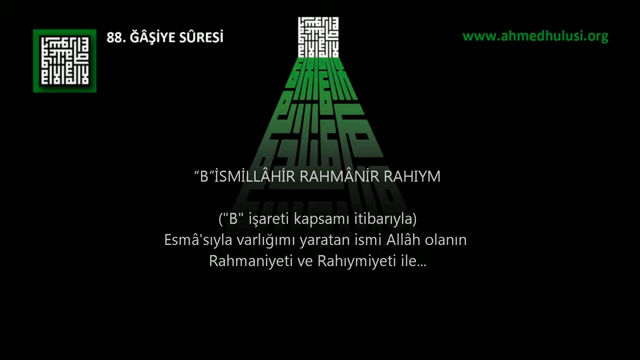 88. ĞÂŞİYE SÛRESİ
www.ahmedhulusi.org
“B”İSMİLLÂHİR RAHMÂNİR RAHIYM
("B" işareti kapsamı itibarıyla)
Esmâ'sıyla varlığımı yaratan ismi Allâh olanın
Rahmaniyeti ve Rahıymiyeti ile...